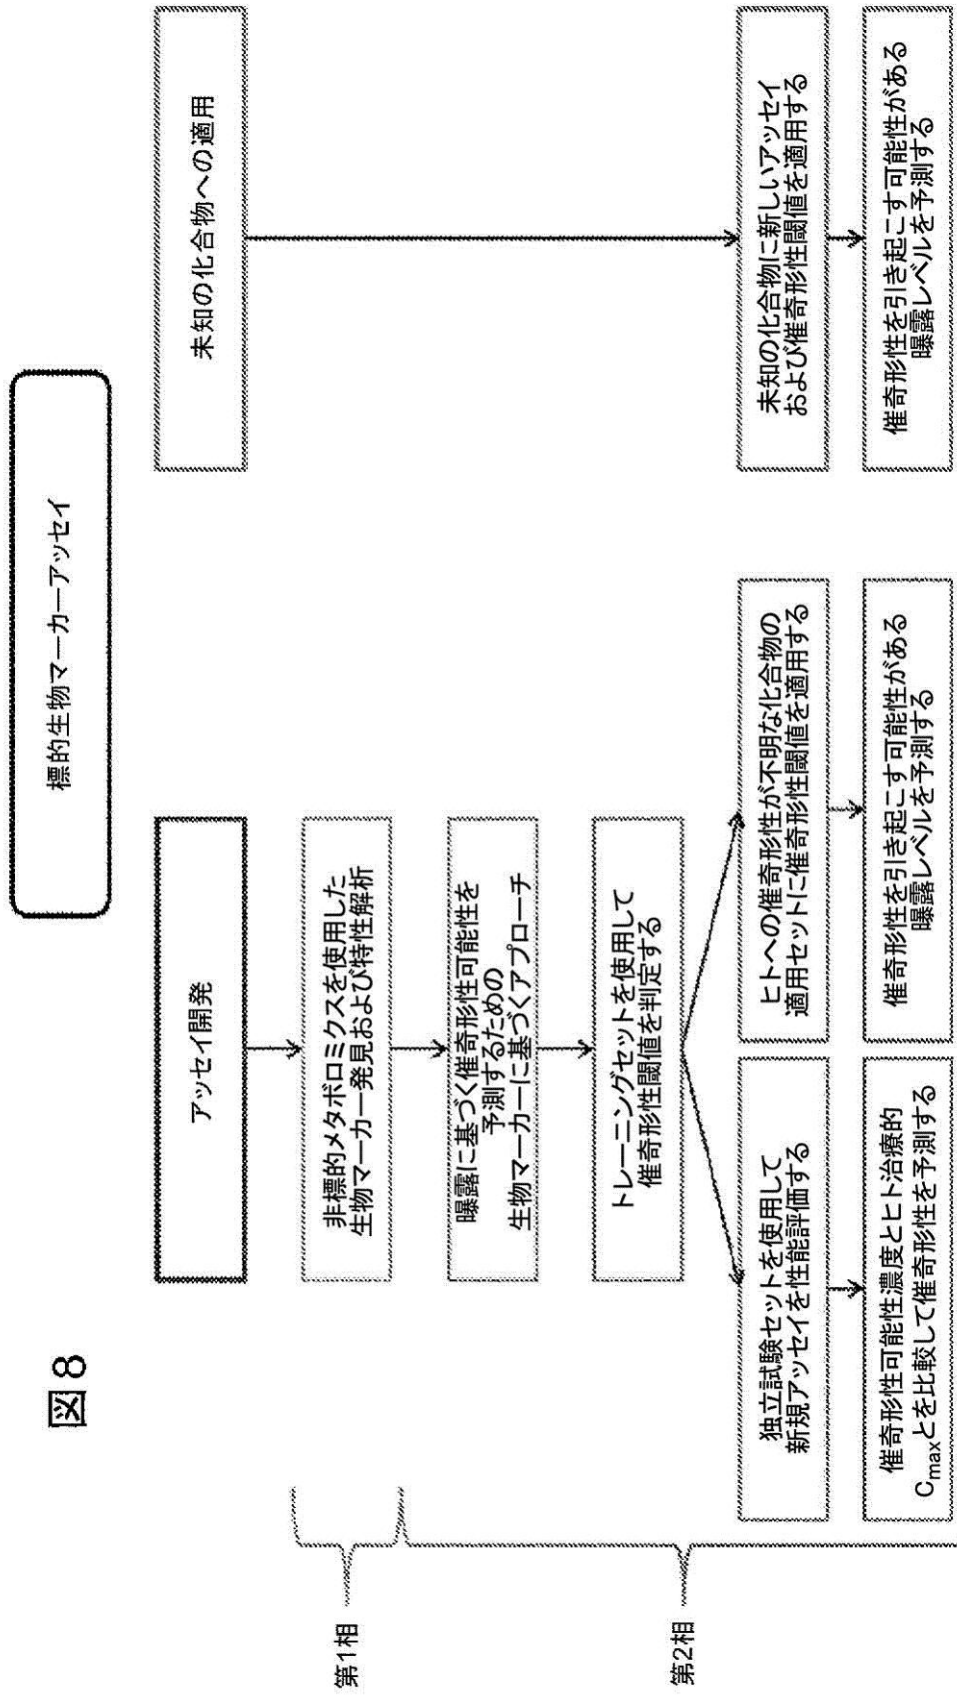 図8
標的生物マーカーアッセイ
アッセイ開発
未知の化合物への適用
第1相
非標的メタボロミクスを使用した
生物マーカー発見および特性解析
第2相
曝露に基づく催奇形性可能性を
予測するための
生物マーカーに基づくアプローチ
トレーニングセットを使用して
催奇形性閾値を判定する
独立試験セットを使用して
新規アッセイを性能評価する
ヒトへの催奇形性が不明な化合物の
適用セットに催奇形性閾値を適用する
未知の化合物に新しいアッセイ
および催奇形性閾値を適用する
催奇形性可能性濃度とヒト治療的
Cmaxとを比較して催奇形性を予測する
催奇形性を引き起こす可能性がある
曝露レベルを予測する
催奇形性を引き起こす可能性がある
曝露レベルを予測する